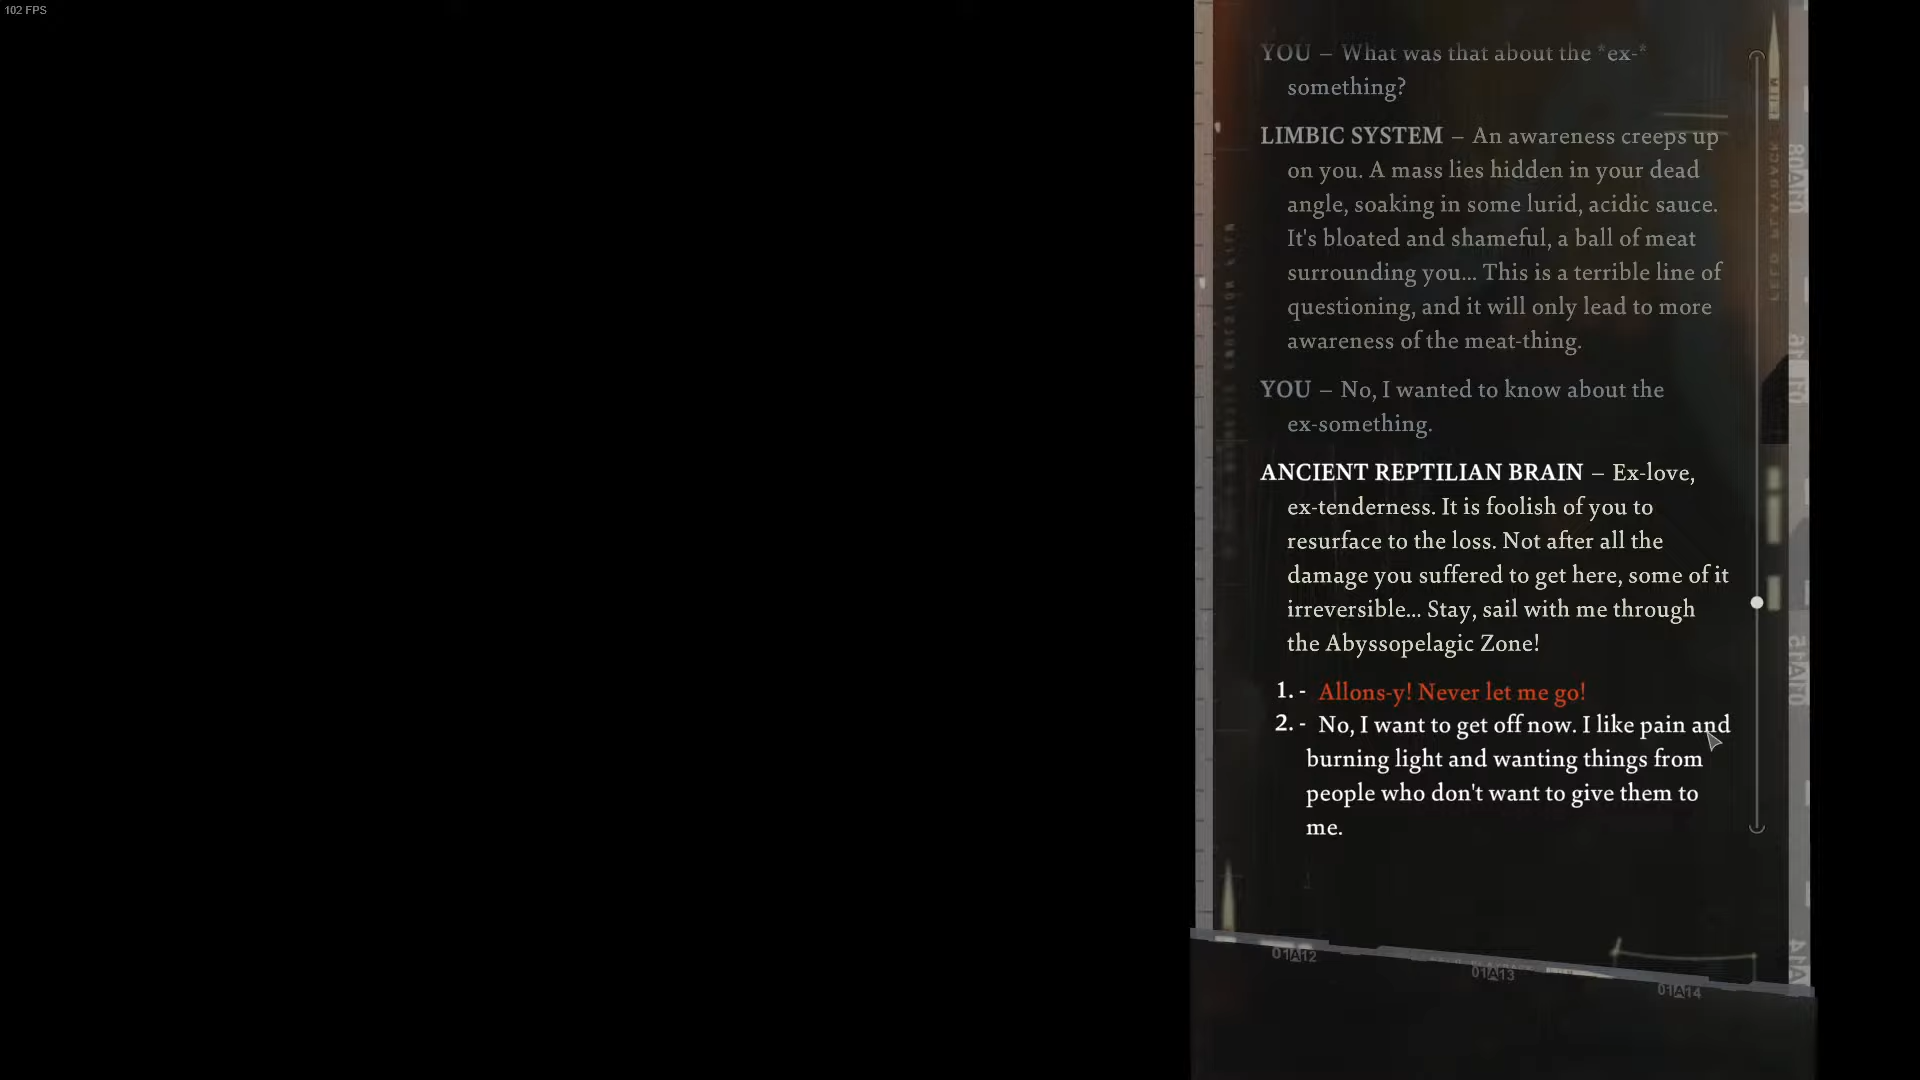 102 FPS
YOU – What was that about the *ex-*
something?
LIMBIC SYSTEM – An awareness creeps up
on you. A mass lies hidden in your dead
angle, soaking in some lurid, acidic sauce.
It's bloated and shameful, a ball of meat
surrounding you... This is a terrible line of
questioning, and it will only lead to more
awareness of the meat-thing.
YOU – No, I wanted to know about the
ex-something.
ANCIENT REPTILIAN BRAIN – Ex-love,
ex-tenderness. It is foolish of you to
resurface to the loss. Not after all the
damage you suffered to get here, some of it
irreversible... Stay, sail with me through
the Abyssopelagic Zone!
1. - Allons-y! Never let me go!
2. - No, I want to get off now. I like pain and
burning light and wanting things from
people who don't want to give them to
me.
01A12
01A13
01A14